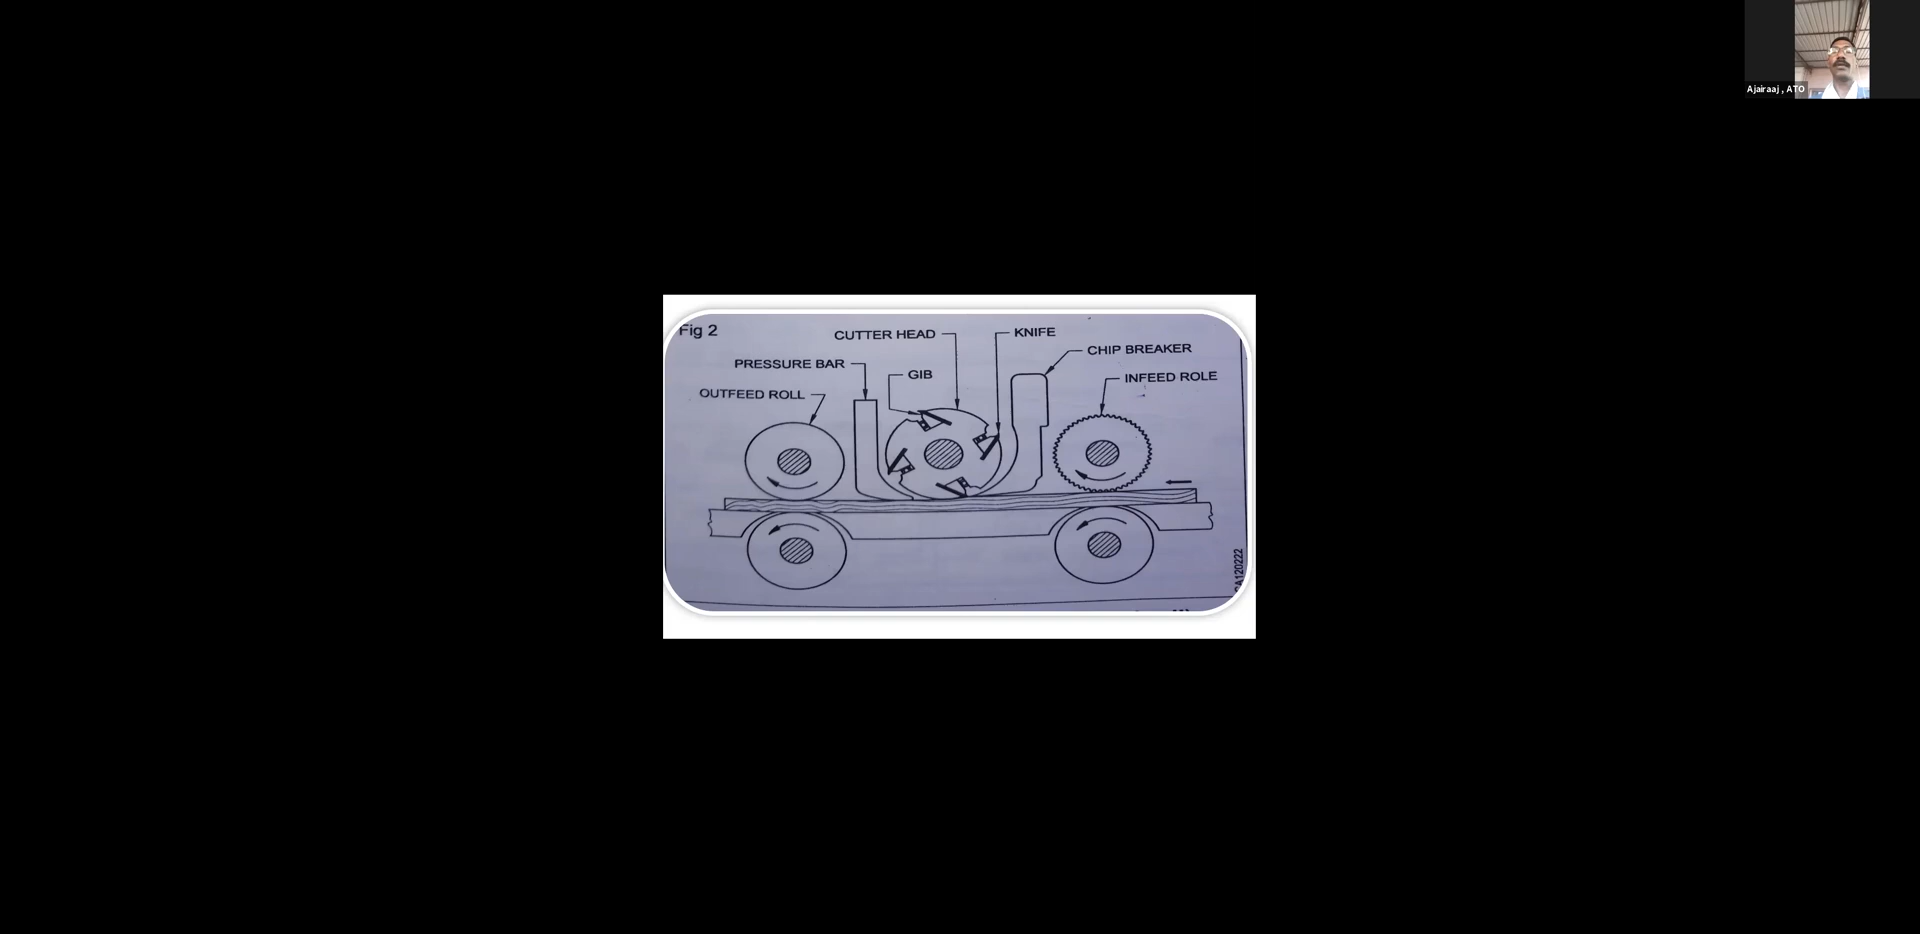 Ajairaaj , ATO
Fig 2
CUTTER HEAD
KNIFE
CHIP BREAKER
PRESSURE BAR
GIB
INFEED ROLE
OUTFEED ROLL